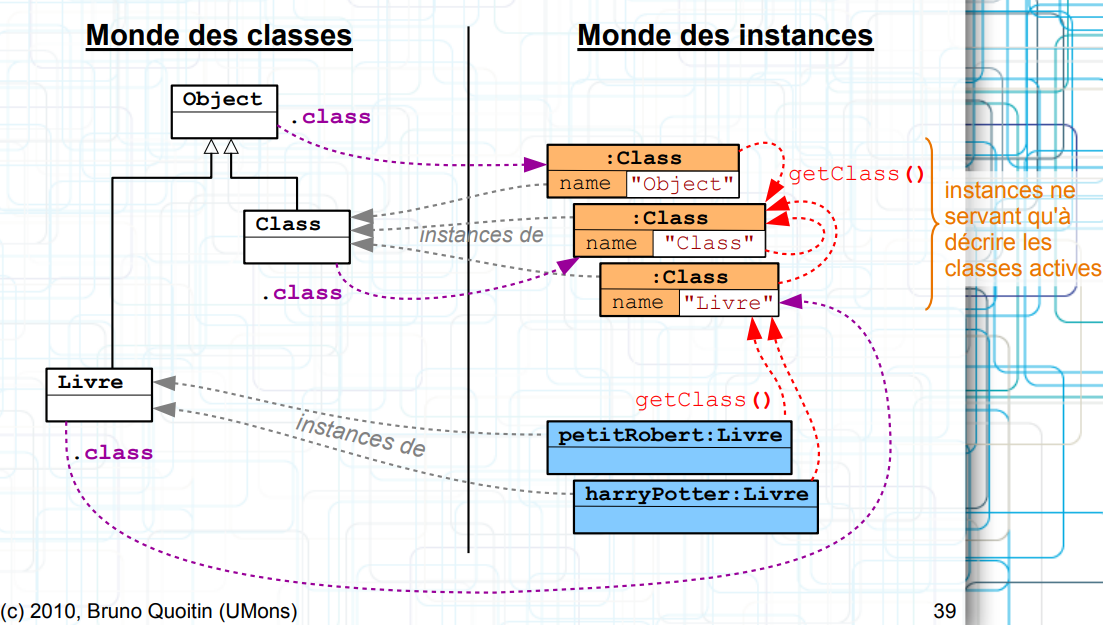 Monde des classes
Monde des instances
Object
.class
:Class
name "Object"
getClass()
:Class
name "Class"
instances ne
servant qu'à
décrire les
classes actives
Class
instances de
.class
:Class
name "Livre"
Livre
.class
instances de
getClass()
petitRobert:Livre
harryPotter:Livre
(c) 2010, Bruno Quoitin (UMons)
39